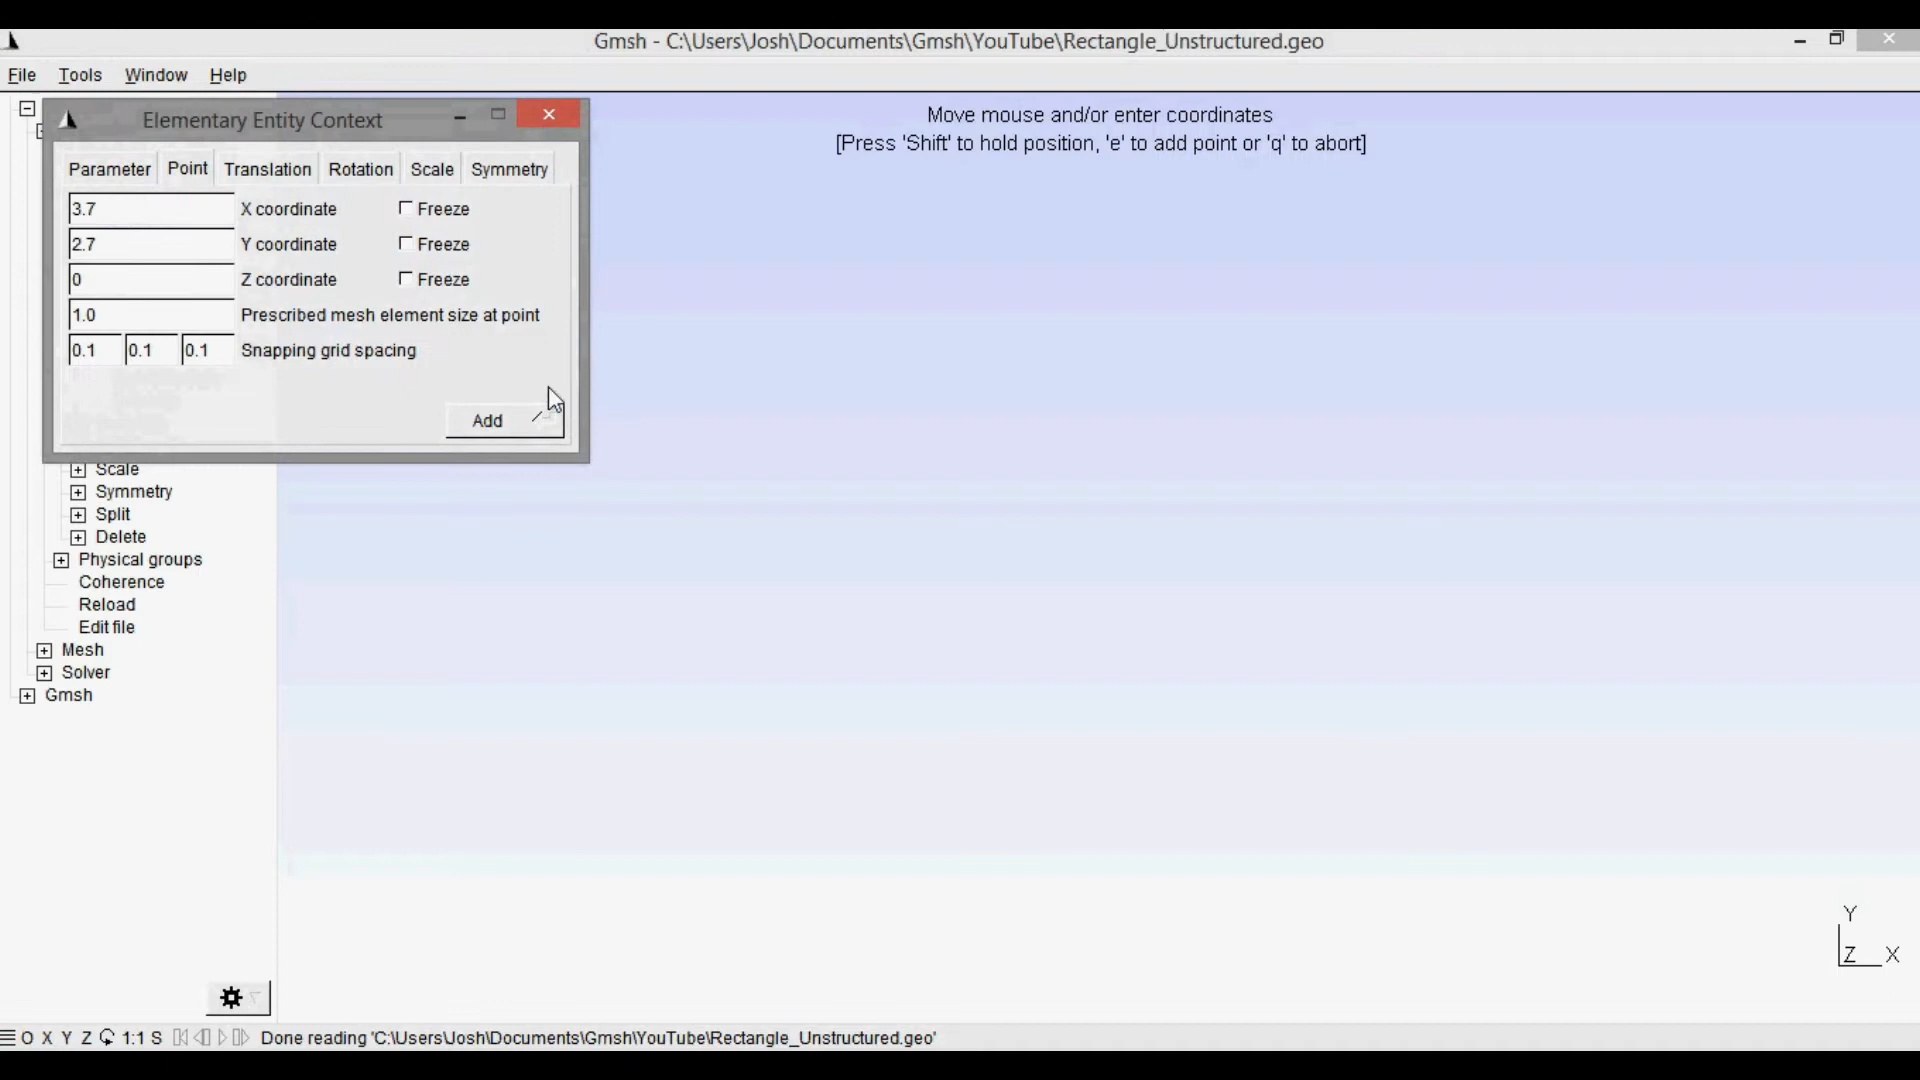 Gmsh - C:\Users\Josh\Documents\Gmsh\YouTube\Rectangle_Unstructured.geo
File Tools Window Help
Elementary Entity Context
Parameter Point Translation Rotation Scale Symmetry
3.7 X coordinate Freeze
2.7 Y coordinate Freeze
0 Z coordinate Freeze
1.0 Prescribed mesh element size at point
0.1 0.1 0.1 Snapping grid spacing
Add
Move mouse and/or enter coordinates
[Press 'Shift' to hold position, 'e' to add point or 'q' to abort]
Scale
Symmetry
Split
Delete
Physical groups
Coherence
Reload
Edit file
Mesh
Solver
Gmsh
Y
Z X
O X Y Z 1:1 S Done reading 'C:\Users\Josh\Documents\Gmsh\YouTube\Rectangle_Unstructured.geo'